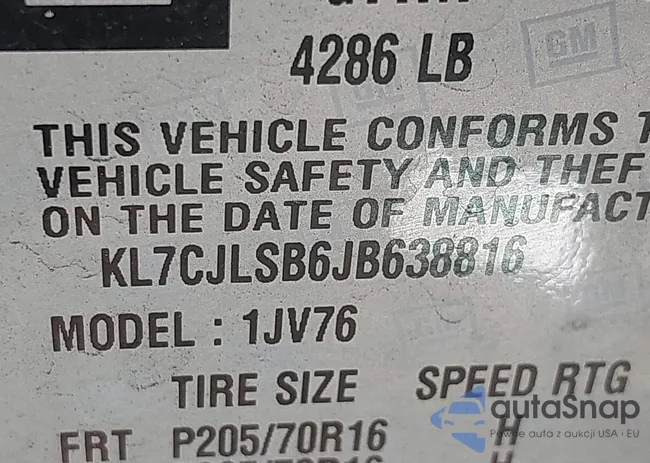 4286 LB
GM
THIS VEHICLE CONFORMS T
VEHICLE SAFETY AND THEF
ON THE DATE OF MANUFACT
KL7CJLSB6JB638816
MODEL : 1JV76
TIRE SIZE SPEED RTG
FRT P205/70R16 H
autaSnap
Pewne auta z aukcji USA • EU